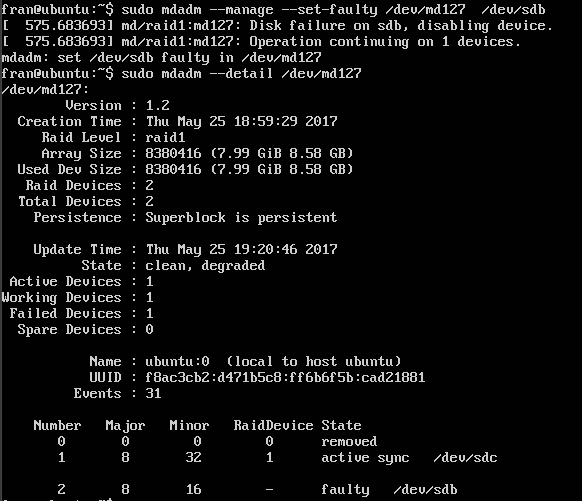 fran@ubuntu:~$ sudo mdadm --manage --set-faulty /dev/md127  /dev/sdb
[  575.683693] md/raid1:md127: Disk failure on sdb, disabling device.
[  575.683693] md/raid1:md127: Operation continuing on 1 devices.
mdadm: set /dev/sdb faulty in /dev/md127
fran@ubuntu:~$ sudo mdadm --detail /dev/md127
/dev/md127:
        Version : 1.2
  Creation Time : Thu May 25 18:59:29 2017
     Raid Level : raid1
     Array Size : 8380416 (7.99 GiB 8.58 GB)
  Used Dev Size : 8380416 (7.99 GiB 8.58 GB)
   Raid Devices : 2
  Total Devices : 2
    Persistence : Superblock is persistent

    Update Time : Thu May 25 19:20:46 2017
          State : clean, degraded
 Active Devices : 1
Working Devices : 1
 Failed Devices : 1
  Spare Devices : 0

           Name : ubuntu:0  (local to host ubuntu)
           UUID : f8ac3cb2:d471b5c8:ff6b6f5b:cad21881
         Events : 31

    Number   Major   Minor   RaidDevice State
       0       0        0        0      removed
       1       8       32        1      active sync   /dev/sdc

       2       8       16        -      faulty   /dev/sdb